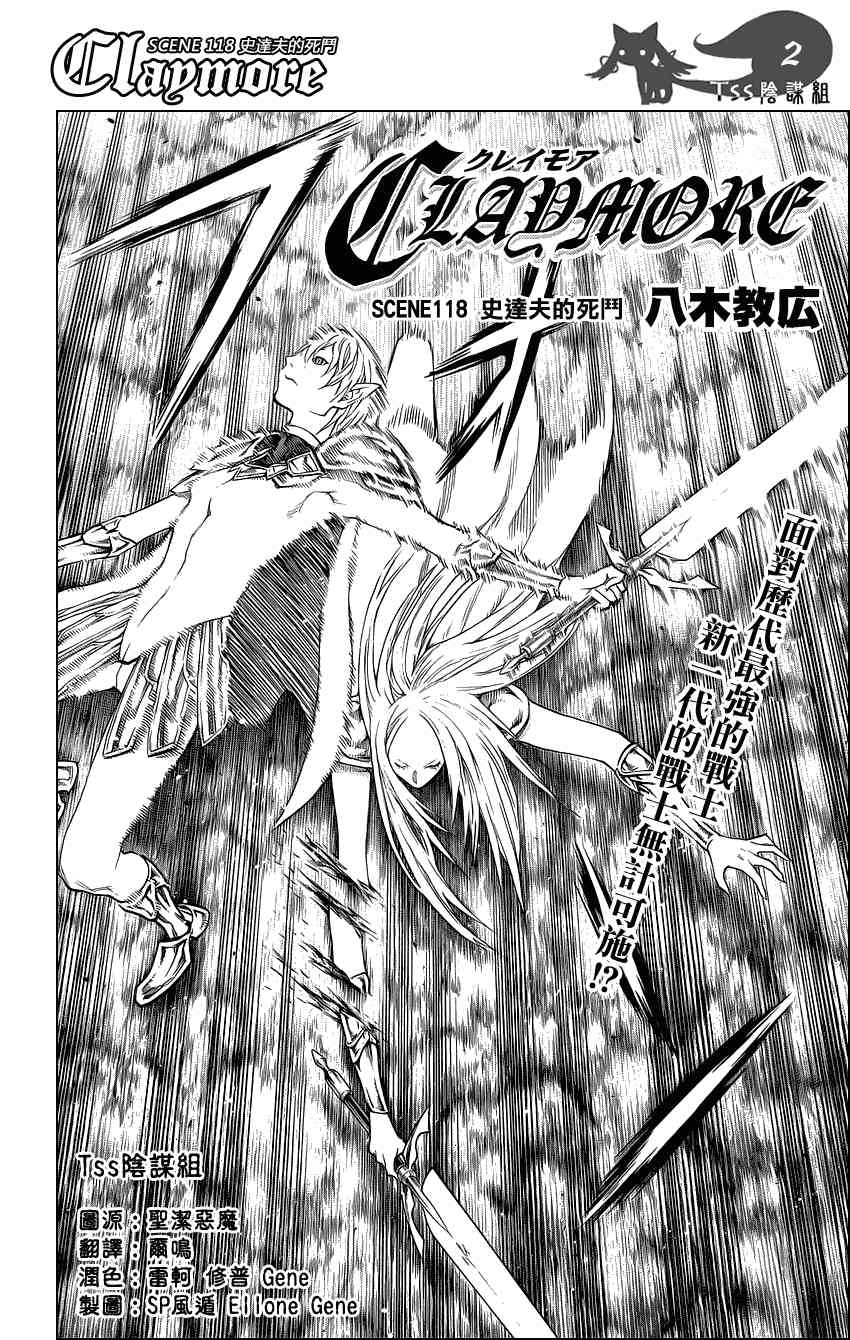 SCENE 118 史達夫的死鬥
Claymore
2
Tss陰謀組
クレイモア
CLAYMORE
SCENE118 史達夫的死鬥 八木教広
面對歷代最強的戰士
新一代的戰士無計可施!?
Tss陰謀組
圖源：聖潔惡魔
翻譯：爾鳴
潤色：雷軻 修普 Gene
製圖：SP風遁 Ellone Gene